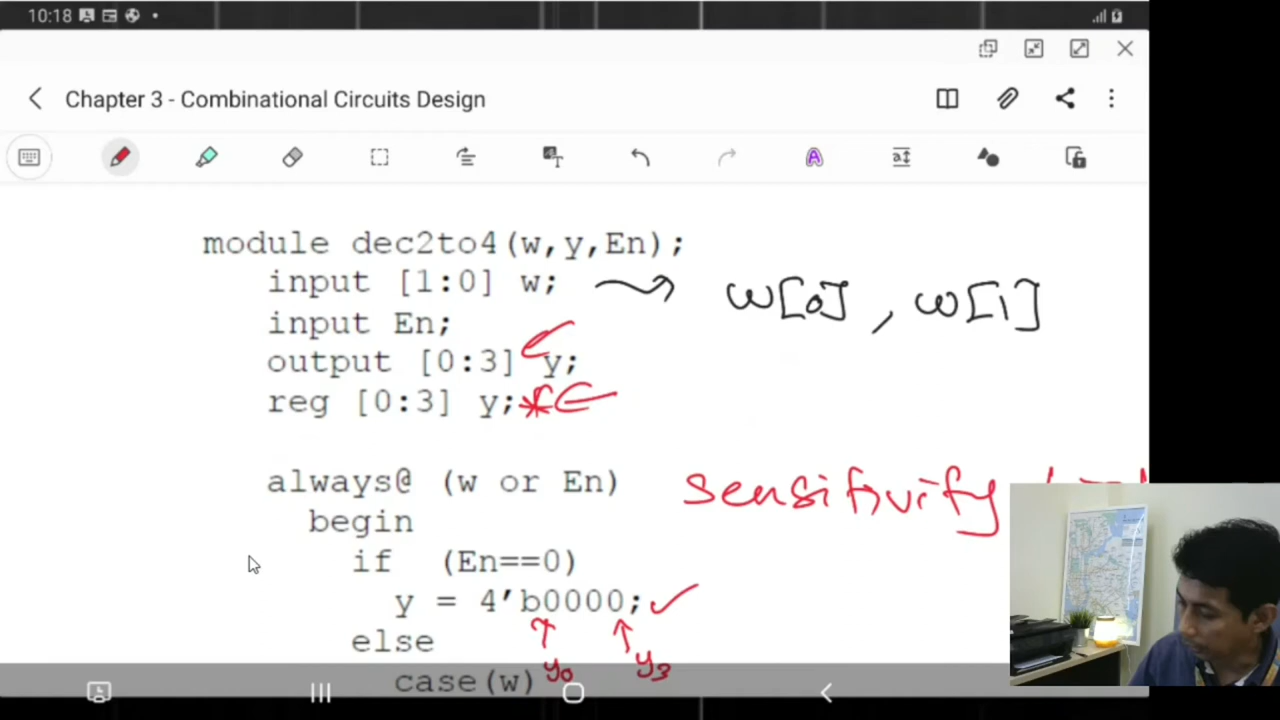 10:18
Chapter 3 - Combinational Circuits Design
module dec2to4(w,y,En);
input [1:0] w; w[0], w[1]
input En;
output [0:3] y;
reg [0:3] y;*
always@ (w or En) sensitivity
begin
if (En==0)
y = 4'b0000;
else y0 y3
case(w)